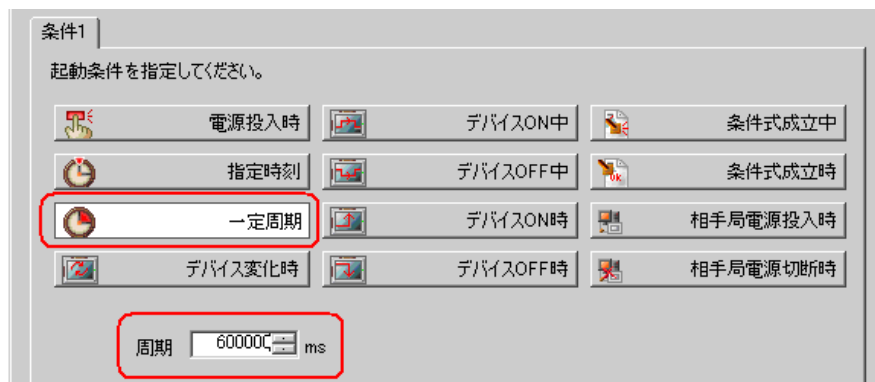 条件1
起動条件を指定してください。
電源投入時
デバイスON中
条件式成立中
指定時刻
デバイスOFF中
条件式成立時
OK
一定周期
デバイスON時
相手局電源投入時
デバイス変化時
デバイスOFF時
相手局電源切断時
周期 600000 ms